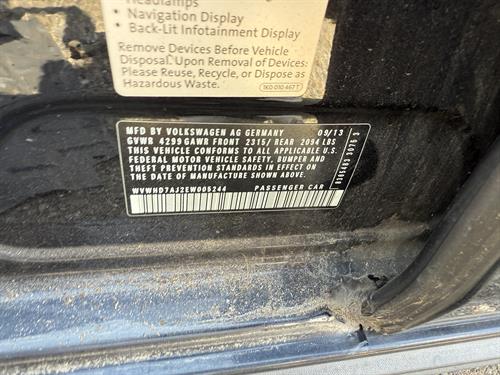 • Headlamps
• Navigation Display
• Back-Lit Infotainment Display
Remove Devices Before Vehicle
Disposal. Upon Removal of Devices:
Please Reuse, Recycle, or Dispose as
Hazardous Waste.
1K0 010 467 T
MFD BY VOLKSWAGEN AG GERMANY 09/13
GVWR 4299 GAWR FRONT 2315/ REAR 2094 LBS
THIS VEHICLE CONFORMS TO ALL APPLICABLE U.S.
FEDERAL MOTOR VEHICLE SAFETY, BUMPER AND
THEFT PREVENTION STANDARDS IN EFFECT ON
THE DATE OF MANUFACTURE SHOWN ABOVE.
WVWHD7AJ2EW005244 PASSENGER CAR